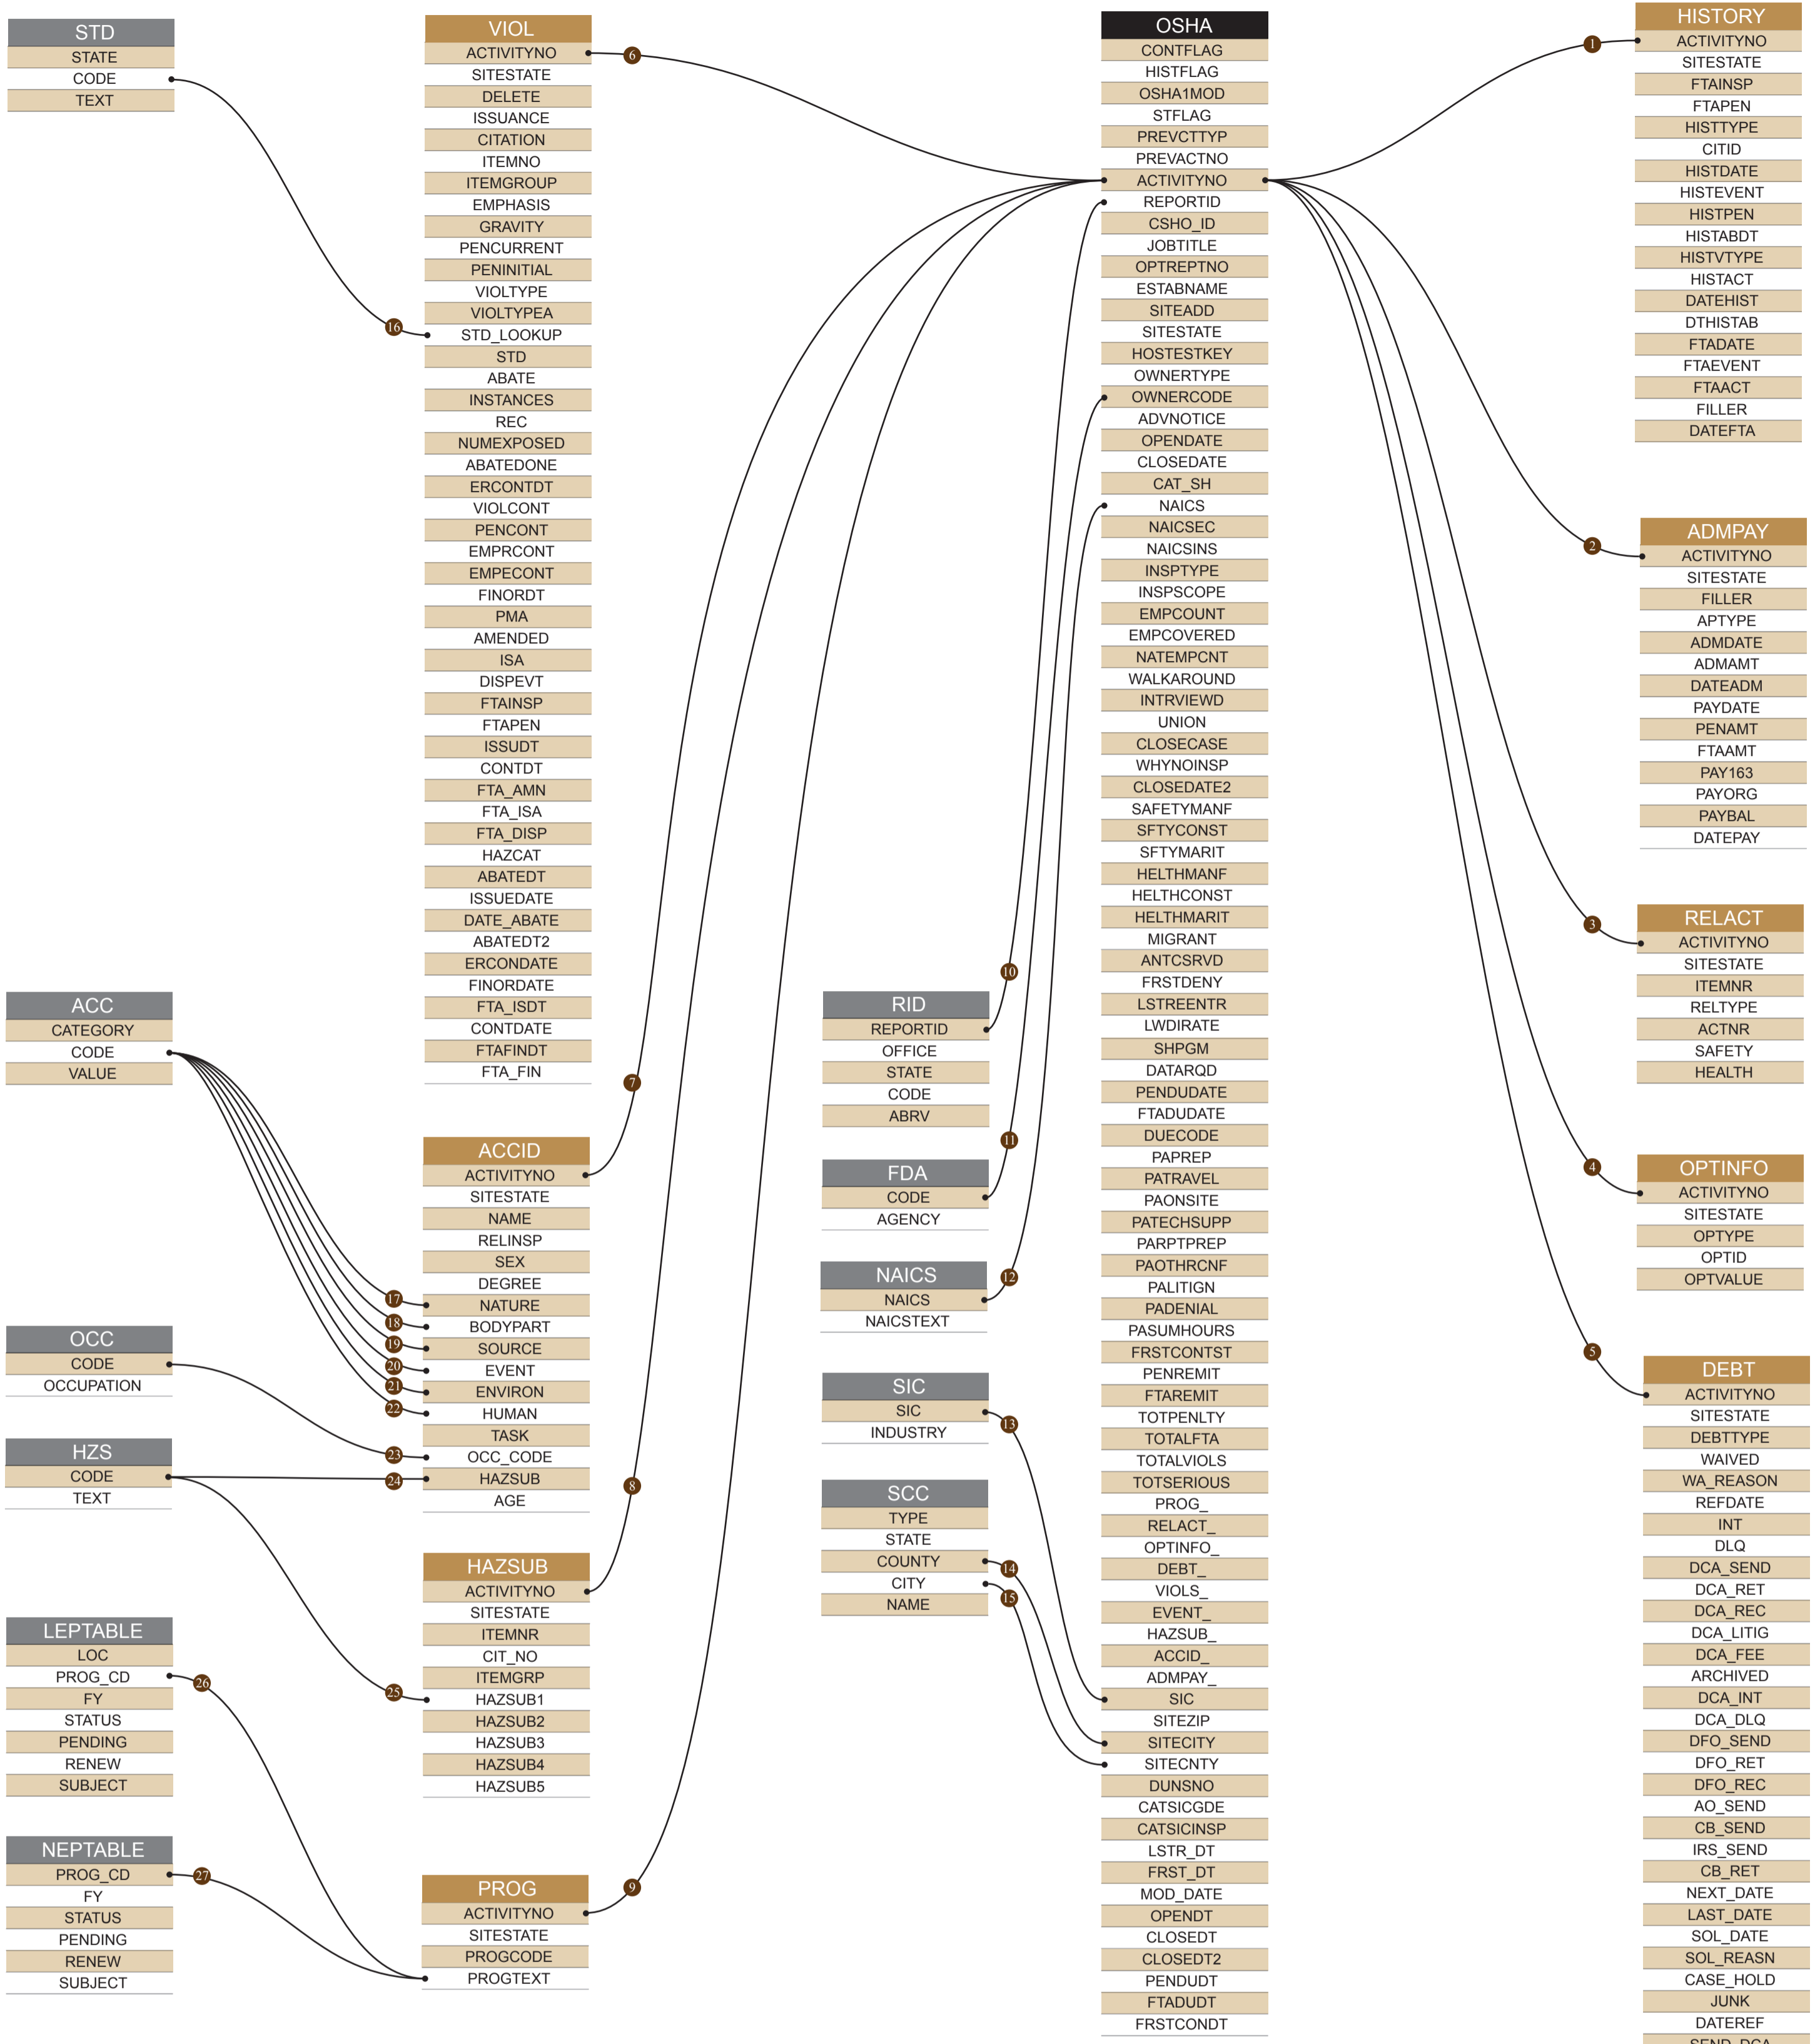 STD
STATE
CODE
TEXT
ACC
CATEGORY
CODE
VALUE
OCC
CODE
OCCUPATION
HZS
CODE
TEXT
LEPTABLE
LOC
PROG_CD
FY
STATUS
PENDING
RENEW
SUBJECT
NEPTABLE
PROG_CD
FY
STATUS
PENDING
RENEW
SUBJECT
16
17
18
19
20
21
22
23
24
25
26
27
VIOL
ACTIVITYNO
SITESTATE
DELETE
ISSUANCE
CITATION
ITEMNO
ITEMGROUP
EMPHASIS
GRAVITY
PENCURRENT
PENINITIAL
VIOLTYPE
VIOLTYPEA
STD_LOOKUP
STD
ABATE
INSTANCES
REC
NUMEXPOSED
ABATEDONE
ERCONTDT
VIOLCONT
PENCONT
EMPRCONT
EMPECONT
FINORDT
PMA
AMENDED
ISA
DISPEVT
FTAINSP
FTAPEN
ISSUDT
CONTDT
FTA_AMN
FTA_ISA
FTA_DISP
HAZCAT
ABATEDT
ISSUEDATE
DATE_ABATE
ABATEDT2
ERCONDATE
FINORDATE
FTA_ISDT
CONTDATE
FTAFINDT
FTA_FIN
ACCID
ACTIVITYNO
SITESTATE
NAME
RELINSP
SEX
DEGREE
NATURE
BODYPART
SOURCE
EVENT
ENVIRON
HUMAN
TASK
OCC_CODE
HAZSUB
AGE
HAZSUB
ACTIVITYNO
SITESTATE
ITEMNR
CIT_NO
ITEMGRP
HAZSUB1
HAZSUB2
HAZSUB3
HAZSUB4
HAZSUB5
PROG
ACTIVITYNO
SITESTATE
PROGCODE
PROGTEXT
6
7
8
9
RID
REPORTID
OFFICE
STATE
CODE
ABRV
FDA
CODE
AGENCY
NAICS
NAICS
NAICSTEXT
SIC
SIC
INDUSTRY
SCC
TYPE
STATE
COUNTY
CITY
NAME
10
11
12
13
14
15
OSHA
CONTFLAG
HISTFLAG
OSHA1MOD
STFLAG
PREVCTTYP
PREVACTNO
ACTIVITYNO
REPORTID
CSHO_ID
JOBTITLE
OPTREPTNO
ESTABNAME
SITEADD
SITESTATE
HOSTESTKEY
OWNERTYPE
OWNERCODE
ADVNOTICE
OPENDATE
CLOSEDATE
CAT_SH
NAICS
NAICSEC
NAICSINS
INSPTYPE
INSPSCOPE
EMPCOUNT
EMPCOVERED
NATEMPCNT
WALKAROUND
INTRVIEWD
UNION
CLOSECASE
WHYNOINSP
CLOSEDATE2
SAFETYMANF
SFTYCONST
SFTYMARIT
HELTHMANF
HELTHCONST
HELTHMARIT
MIGRANT
ANTCSRVD
FRSTDENY
LSTREENTR
LWDIRATE
SHPGM
DATARQD
PENDUDATE
FTADUDATE
DUECODE
PAPREP
PATRAVEL
PAONSITE
PATECHSUPP
PARPTPREP
PAOTHRCNF
PALITIGN
PADENIAL
PASUMHOURS
FRSTCONTST
PENREMIT
FTAREMIT
TOTPENLTY
TOTALFTA
TOTALVIOLS
TOTSERIOUS
PROG_
RELACT_
OPTINFO_
DEBT_
VIOLS_
EVENT_
HAZSUB_
ACCID_
ADMPAY_
SIC
SITEZIP
SITECITY
SITECNTY
DUNSNO
CATSICGDE
CATSICINSP
LSTR_DT
FRST_DT
MOD_DATE
OPENDT
CLOSEDT
CLOSEDT2
PENDUDT
FTADUDT
FRSTCONDT
1
2
3
4
5
HISTORY
ACTIVITYNO
SITESTATE
FTAINSP
FTAPEN
HISTTYPE
CITID
HISTDATE
HISTEVENT
HISTPEN
HISTABDT
HISTVTYPE
HISTACT
DATEHIST
DTHISTAB
FTADATE
FTAEVENT
FTAACT
FILLER
DATEFTA
ADMPAY
ACTIVITYNO
SITESTATE
FILLER
APTYPE
ADMDATE
ADMAMT
DATEADM
PAYDATE
PENAMT
FTAAMT
PAY163
PAYORG
PAYBAL
DATEPAY
RELACT
ACTIVITYNO
SITESTATE
ITEMNR
RELTYPE
ACTNR
SAFETY
HEALTH
OPTINFO
ACTIVITYNO
SITESTATE
OPTYPE
OPTID
OPTVALUE
DEBT
ACTIVITYNO
SITESTATE
DEBTTYPE
WAIVED
WA_REASON
REFDATE
INT
DLQ
DCA_SEND
DCA_RET
DCA_REC
DCA_LITIG
DCA_FEE
ARCHIVED
DCA_INT
DCA_DLQ
DFO_SEND
DFO_RET
DFO_REC
AO_SEND
CB_SEND
IRS_SEND
CB_RET
NEXT_DATE
LAST_DATE
SOL_DATE
SOL_REASN
CASE_HOLD
JUNK
DATEREF